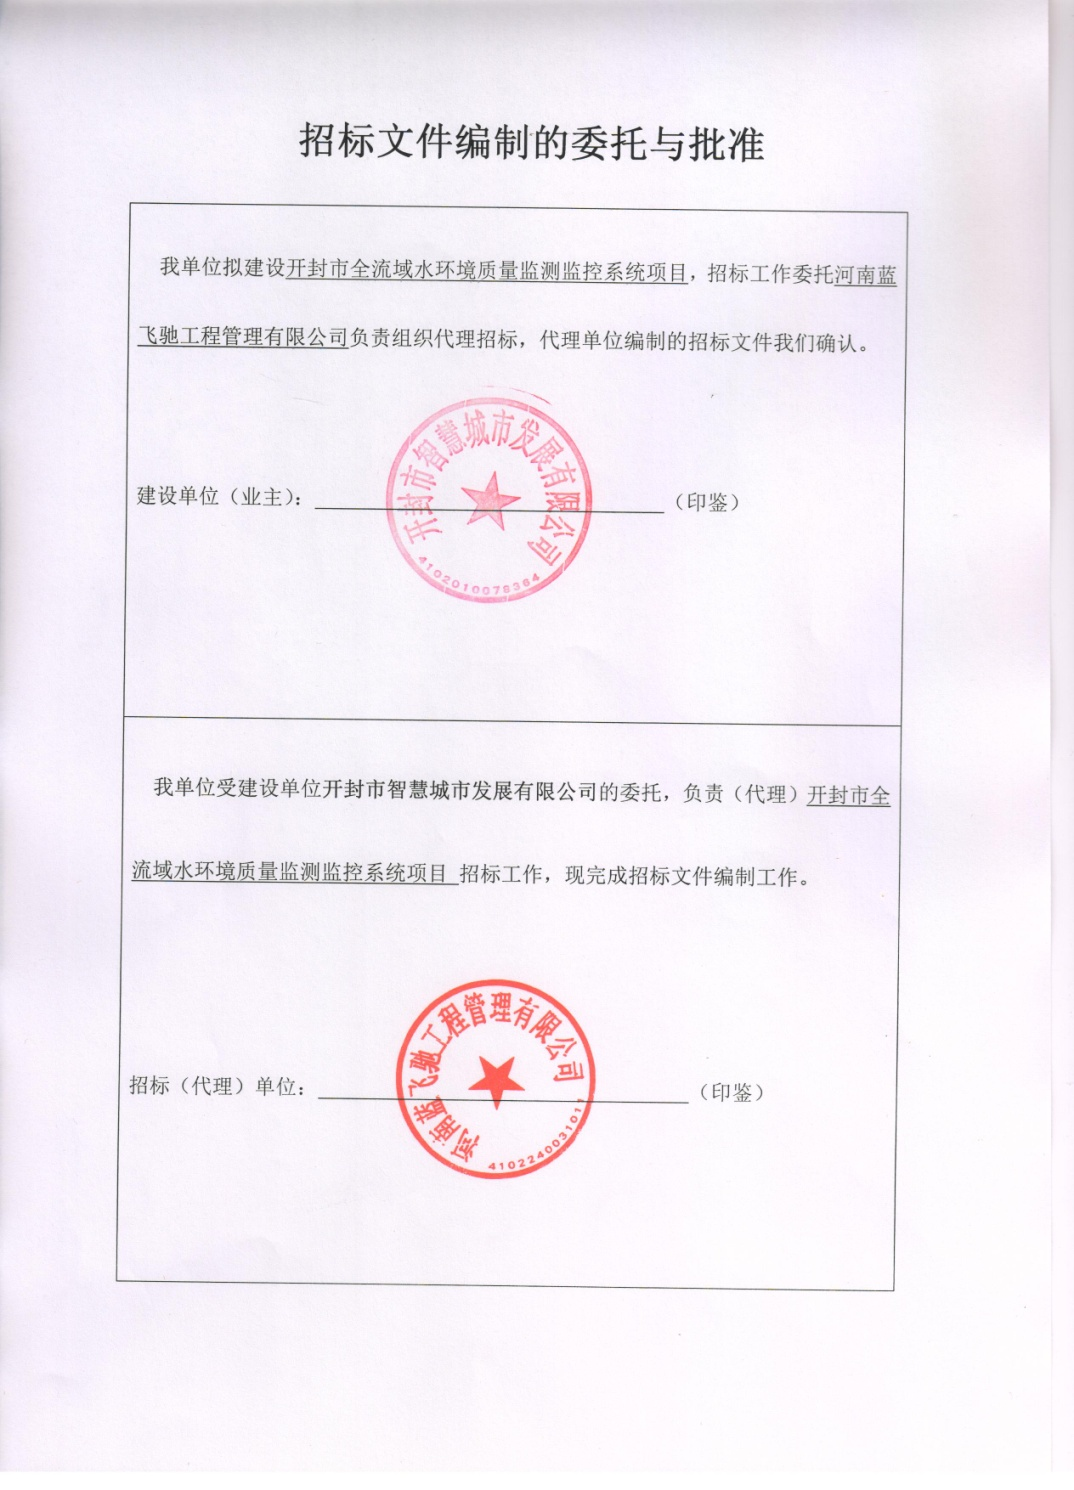 招标文件编制的委托与批准
我单位拟建设开封市全流域水环境质量监测监控系统项目，招标工作委托河南蓝
飞驰工程管理有限公司负责组织代理招标，代理单位编制的招标文件我们确认。
开封市智慧城市发展有限公司
建设单位（业主）：（印鉴）
4102010078364
我单位受建设单位开封市智慧城市发展有限公司的委托，负责（代理）开封市全
流域水环境质量监测监控系统项目 招标工作，现完成招标文件编制工作。
河南蓝飞驰工程管理有限公司
招标（代理）单位：（印鉴）
4102240031011